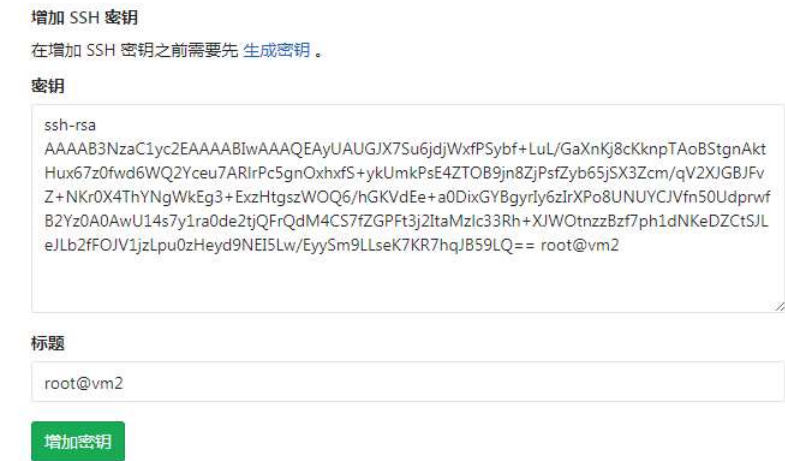 增加 SSH 密钥
在增加 SSH 密钥之前需要先 生成密钥 。
密钥
ssh-rsa
AAAAB3NzaC1yc2EAAAABIwAAAQEAyUAUGJX7Su6jdjWxfPSybf+LuL/GaXnKj8cKknpTAoBStgnAkt
Hux67z0fwd6WQ2Yceu7ARlrPc5gnOxhxfS+ykUmkPsE4ZTOB9jn8ZjPsfZyb65jSX3Zcm/qV2XJGBJFv
Z+NKr0X4ThYNgWkEg3+ExzHtgszWOQ6/hGKVdEe+a0DixGYBgyrIy6zIrXPo8UNUYCJVfn50Udprwf
B2Yz0A0AwU14s7y1ra0de2tjQFrQdM4CS7fZGPFt3j2ItaMzlc33Rh+XJWOtnzzBzf7ph1dNKeDZCtSJL
eJLb2fFOJV1jzLpu0zHeyd9NEI5Lw/EyySm9LLseK7KR7hqJB59LQ== root@vm2
标题
root@vm2
增加密钥